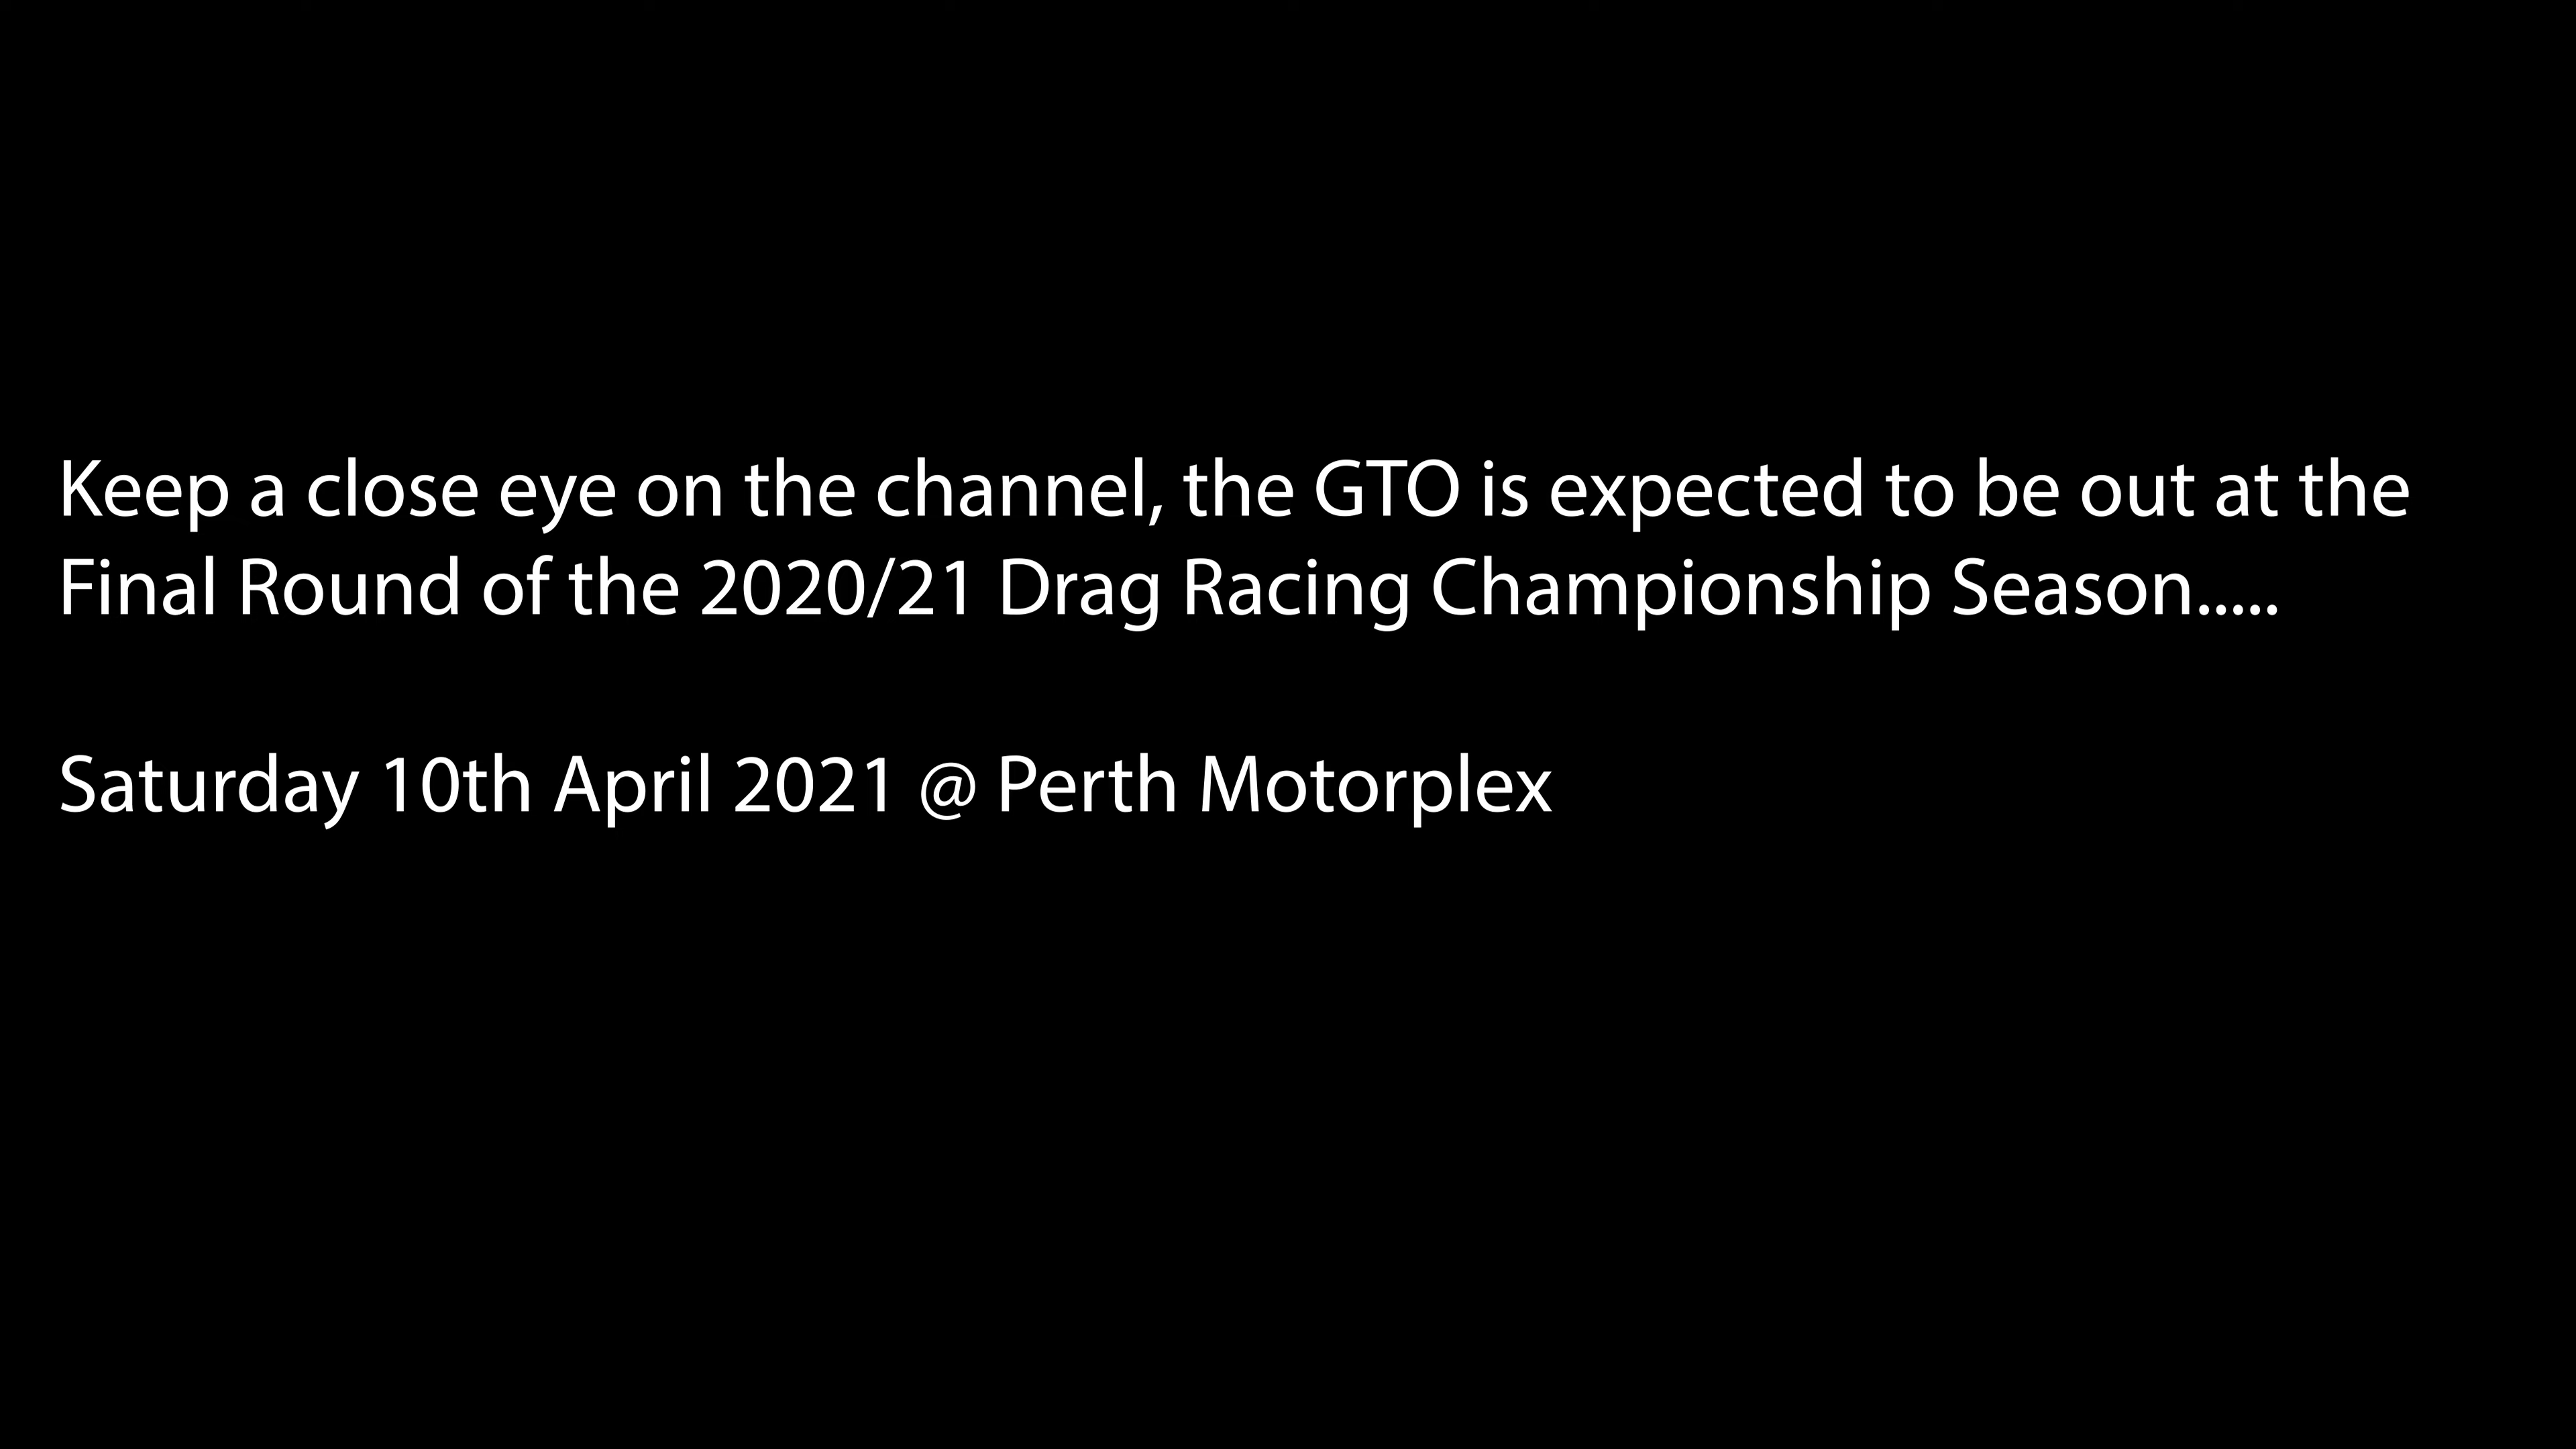 Keep a close eye on the channel, the GTO is expected to be out at the
Final Round of the 2020/21 Drag Racing Championship Season.....
Saturday 10th April 2021 @ Perth Motorplex